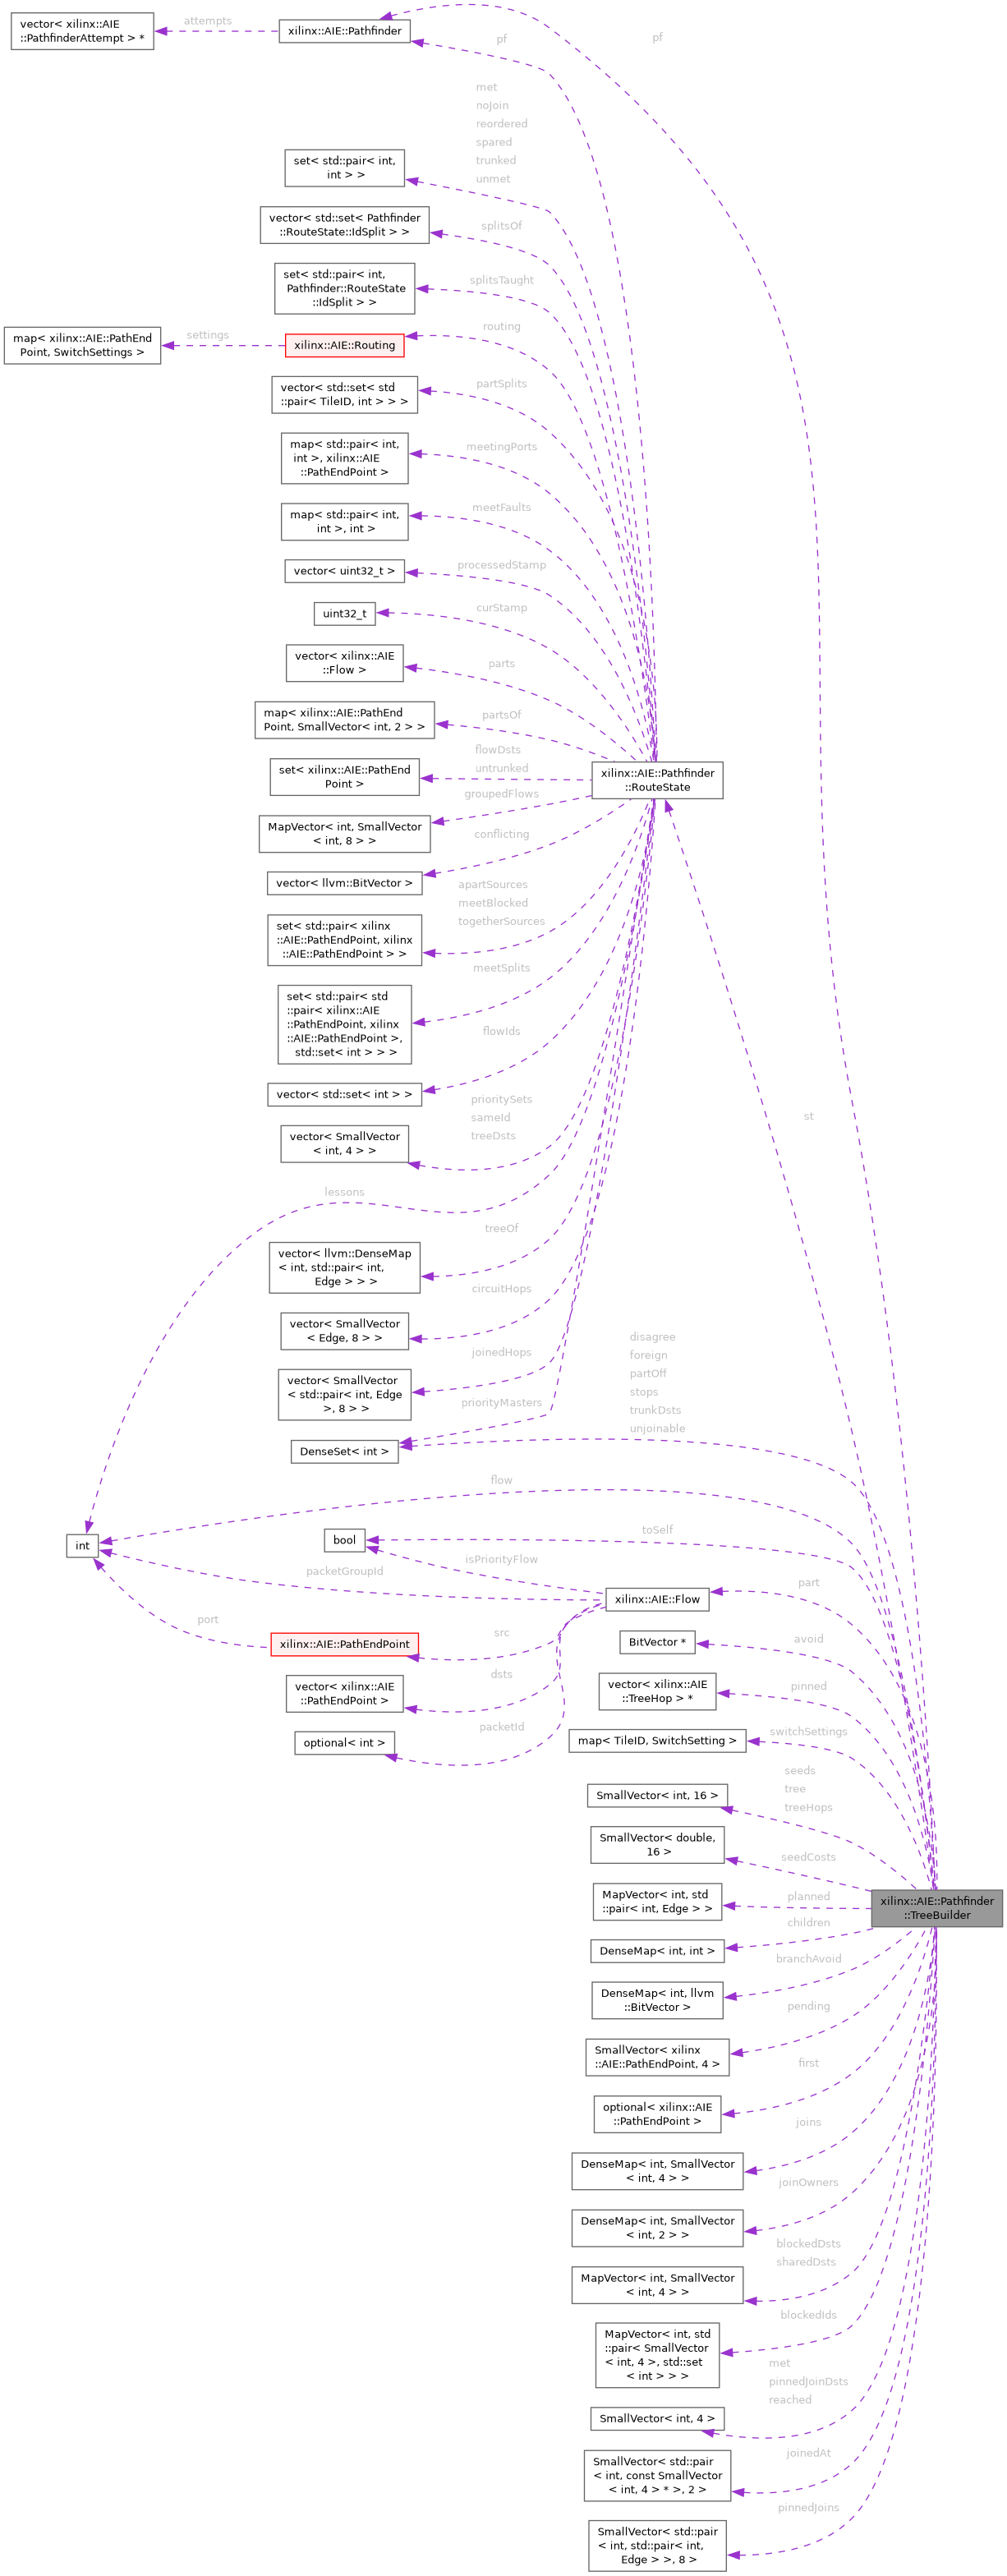 vector< xilinx::AIE
::PathfinderAttempt > *
attempts
xilinx::AIE::Pathfinder
pf
pf
met
noJoin
reordered
spared
trunked
unmet
set< std::pair< int,
int > >
vector< std::set< Pathfinder
::RouteState::IdSplit > >
splitsOf
set< std::pair< int,
Pathfinder::RouteState
::IdSplit > >
splitsTaught
map< xilinx::AIE::PathEnd
Point, SwitchSettings >
settings
xilinx::AIE::Routing
routing
vector< std::set< std
::pair< TileID, int > > >
partSplits
map< std::pair< int,
int >, xilinx::AIE
::PathEndPoint >
meetingPorts
map< std::pair< int,
int >, int >
meetFaults
vector< uint32_t >
processedStamp
uint32_t
curStamp
vector< xilinx::AIE
::Flow >
parts
map< xilinx::AIE::PathEnd
Point, SmallVector< int, 2 > >
partsOf
set< xilinx::AIE::PathEnd
Point >
flowDsts
untrunked
xilinx::AIE::Pathfinder
::RouteState
MapVector< int, SmallVector
< int, 8 > >
groupedFlows
vector< llvm::BitVector >
conflicting
set< std::pair< xilinx
::AIE::PathEndPoint, xilinx
::AIE::PathEndPoint > >
apartSources
meetBlocked
togetherSources
set< std::pair< std
::pair< xilinx::AIE
::PathEndPoint, xilinx
::AIE::PathEndPoint >,
std::set< int > > >
meetSplits
vector< std::set< int > >
flowIds
st
vector< SmallVector
< int, 4 > >
prioritySets
sameId
treeDsts
lessons
vector< llvm::DenseMap
< int, std::pair< int,
Edge > > >
treeOf
vector< SmallVector
< Edge, 8 > >
circuitHops
vector< SmallVector
< std::pair< int, Edge
>, 8 > >
joinedHops
priorityMasters
DenseSet< int >
disagree
foreign
partOff
stops
trunkDsts
unjoinable
flow
int
bool
toSelf
isPriorityFlow
packetGroupId
xilinx::AIE::Flow
part
port
xilinx::AIE::PathEndPoint
src
vector< xilinx::AIE
::PathEndPoint >
dsts
optional< int >
packetId
BitVector *
avoid
vector< xilinx::AIE
::TreeHop > *
pinned
map< TileID, SwitchSetting >
switchSettings
SmallVector< int, 16 >
seeds
tree
treeHops
SmallVector< double,
16 >
seedCosts
MapVector< int, std
::pair< int, Edge > >
planned
xilinx::AIE::Pathfinder
::TreeBuilder
DenseMap< int, int >
children
DenseMap< int, llvm
::BitVector >
branchAvoid
SmallVector< xilinx
::AIE::PathEndPoint, 4 >
pending
optional< xilinx::AIE
::PathEndPoint >
first
DenseMap< int, SmallVector
< int, 4 > >
joins
DenseMap< int, SmallVector
< int, 2 > >
joinOwners
MapVector< int, SmallVector
< int, 4 > >
blockedDsts
sharedDsts
MapVector< int, std
::pair< SmallVector
< int, 4 >, std::set
< int > > >
blockedIds
SmallVector< int, 4 >
met
pinnedJoinDsts
reached
SmallVector< std::pair
< int, const SmallVector
< int, 4 > * >, 2 >
joinedAt
SmallVector< std::pair
< int, std::pair< int,
Edge > >, 8 >
pinnedJoins